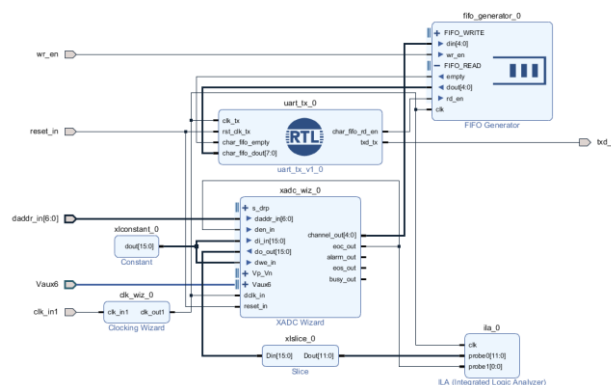 fifo_generator_0
FIFO_WRITE
din[4:0]
wr_en
FIFO_READ
empty
dout[4:0]
rd_en
clk
FIFO Generator
wr_en
reset_in
daddr_in[6:0]
Vaux6
clk_in1
uart_tx_0
clk_tx
rst_clk_tx
char_fifo_empty
char_fifo_dout[7:0]
RTL
char_fifo_rd_en
txd_tx
uart_tx_v1_0
txd_
xlconstant_0
dout[15:0]
Constant
xadc_wiz_0
s_drp
daddr_in[6:0]
den_in
di_in[15:0]
do_out[15:0]
dwe_in
Vp_Vn
Vaux6
dclk_in
reset_in
channel_out[4:0]
eoc_out
alarm_out
eos_out
busy_out
XADC Wizard
clk_wiz_0
clk_in1 clk_out1
Clocking Wizard
xlslice_0
Din[15:0] Dout[11:0]
Slice
ila_0
clk
probe0[11:0]
probe1[0:0]
ILA (Integrated Logic Analyzer)